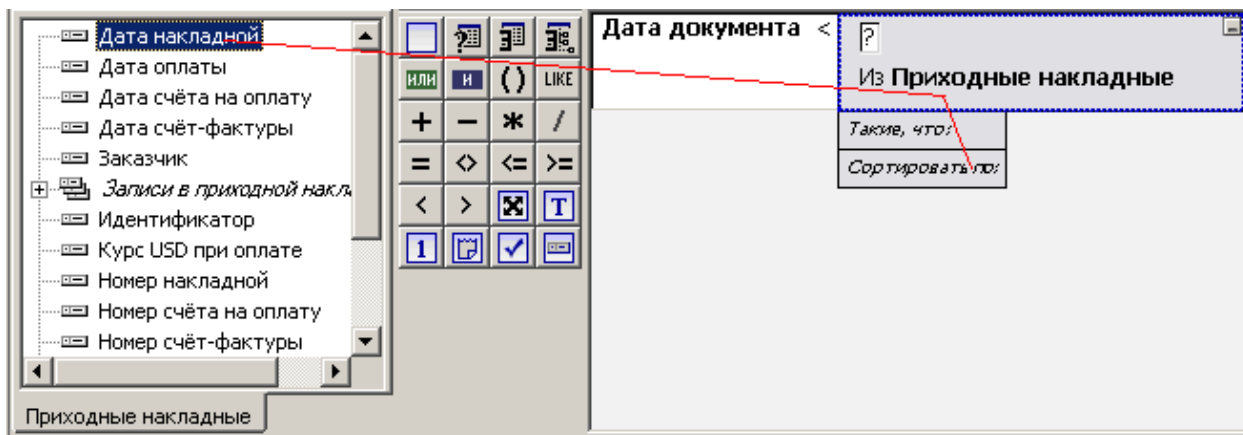 Дата накладной
Дата оплаты
Дата счёта на оплату
Дата счёт-фактуры
Заказчик
Записи в приходной накл
Идентификатор
Курс USD при оплате
Номер накладной
Номер счёта на оплату
Номер счёт-фактуры
Приходные накладные
?
ИЛИ И ( ) LIKE
+ − * /
= <> <= >=
< > T
1
Дата документа <
?
Из Приходные накладные
Такие, что:
Сортировать по: